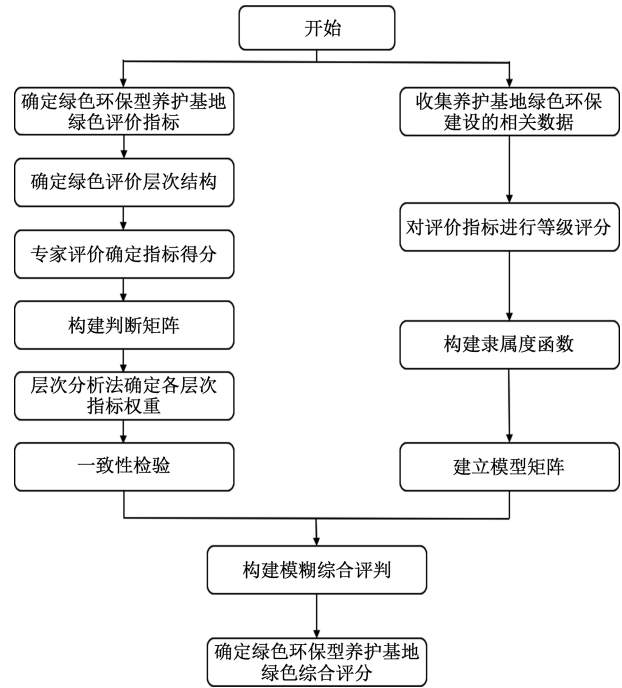 开始
确定绿色环保型养护基地
绿色评价指标
确定绿色评价层次结构
专家评价确定指标得分
构建判断矩阵
层次分析法确定各层次
指标权重
一致性检验
收集养护基地绿色环保
建设的相关数据
对评价指标进行等级评分
构建隶属度函数
建立模型矩阵
构建模糊综合评判
确定绿色环保型养护基地
绿色综合评分